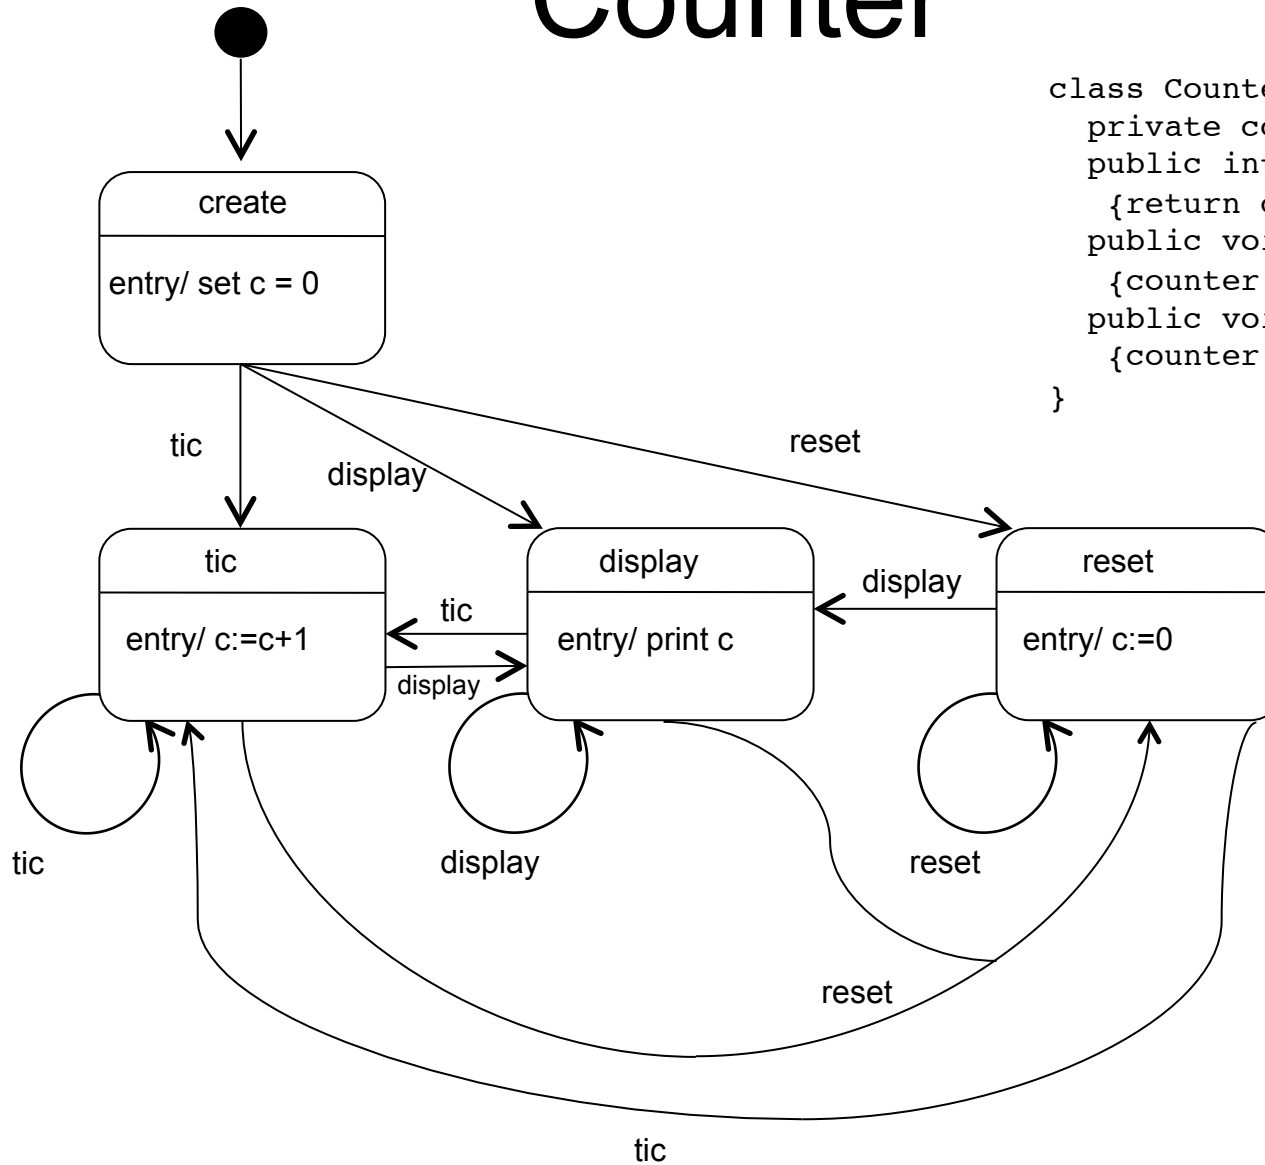 Counter
class Counte
private co
public int
{return
public voi
{counter
public voi
{counter
}
create
entry/ set c = 0
tic
display
reset
tic
entry/ c:=c+1
display
entry/ print c
reset
entry/ c:=0
tic
display
display
tic
display
reset
reset
tic